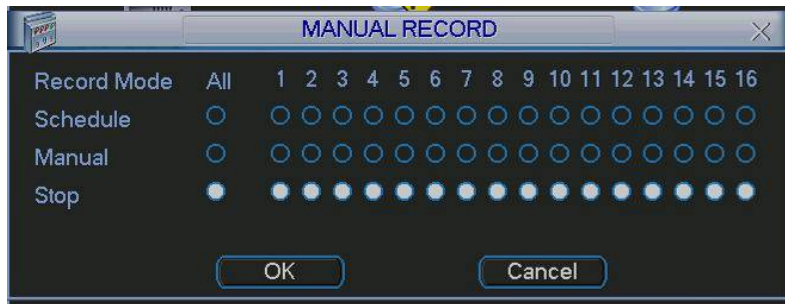 MANUAL RECORD
Record Mode All 1 2 3 4 5 6 7 8 9 10 11 12 13 14 15 16
Schedule
Manual
Stop
OK Cancel